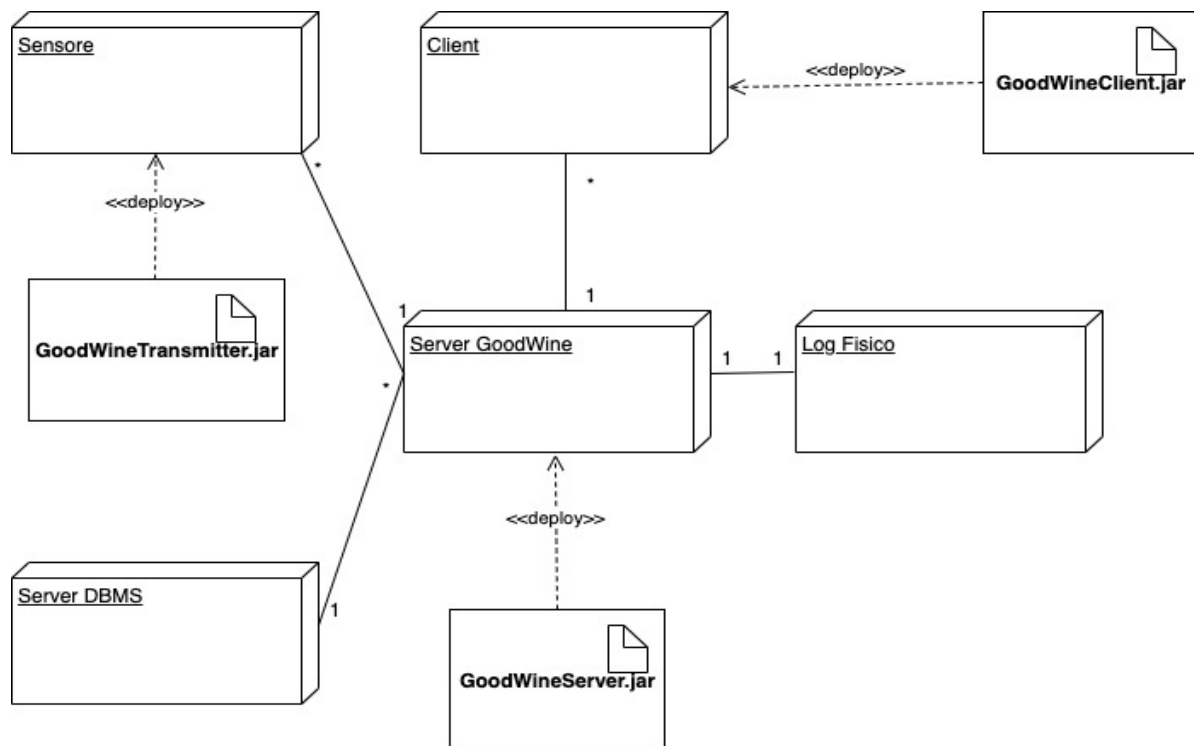 Sensore
Client
<<deploy>>
GoodWineClient.jar
*
*
<<deploy>>
GoodWineTransmitter.jar
1
1
Server GoodWine
Log Fisico
1
1
*
<<deploy>>
Server DBMS
1
GoodWineServer.jar